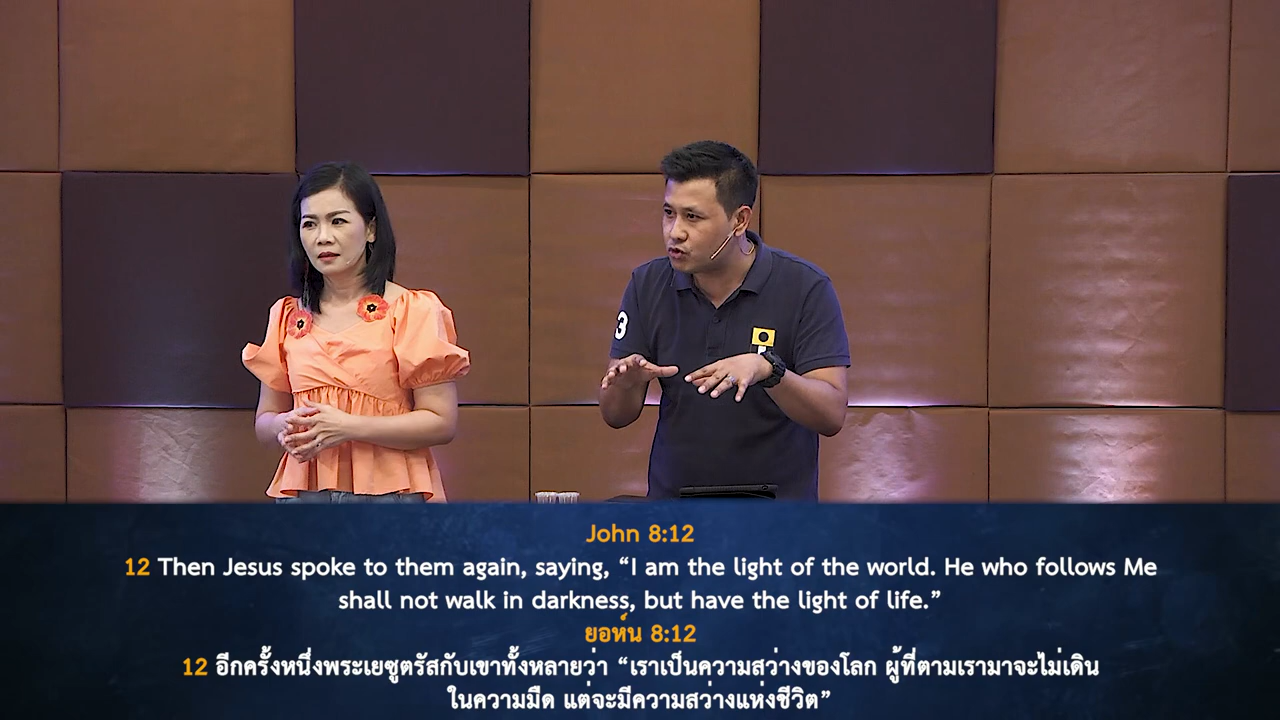 3
John 8:12
12 Then Jesus spoke to them again, saying, “I am the light of the world. He who follows Me
shall not walk in darkness, but have the light of life.”
ยอห์น 8:12
12 อีกครั้งหนึ่งพระเยซูตรัสกับเขาทั้งหลายว่า “เราเป็นความสว่างของโลก ผู้ที่ตามเรามาจะไม่เดิน
ในความมืด แต่จะมีความสว่างแห่งชีวิต”